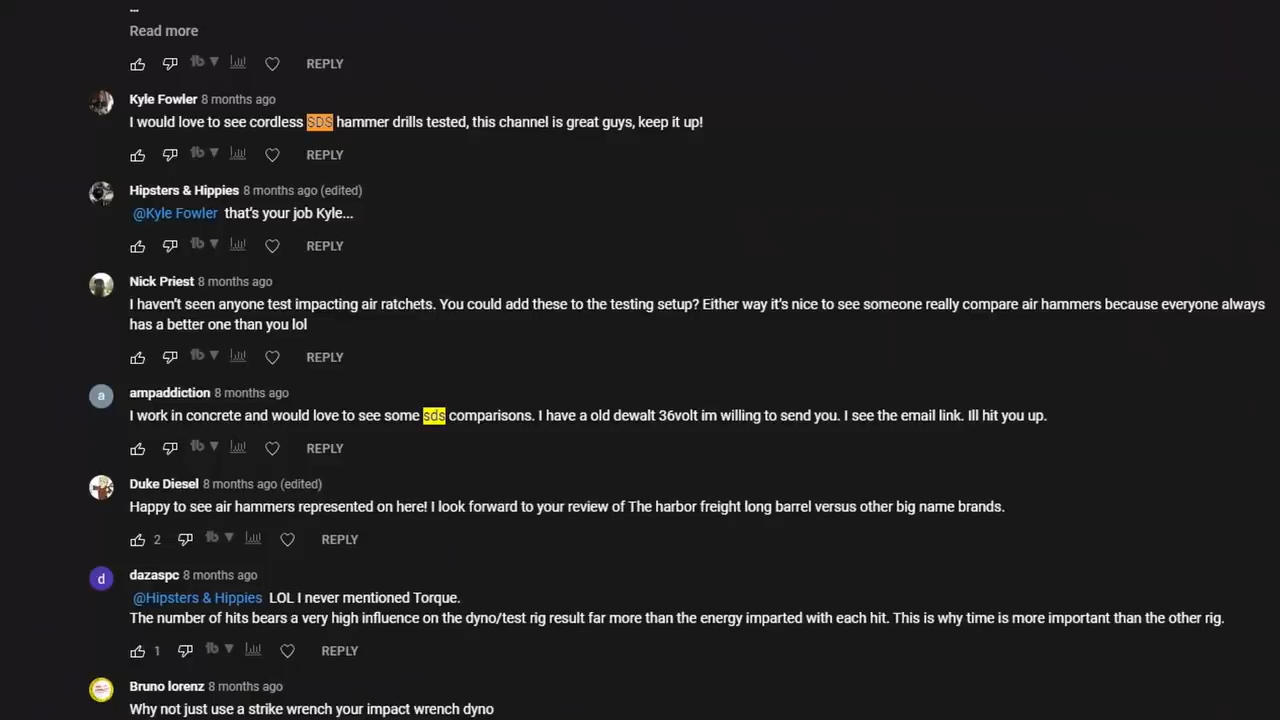 ...
Read more
REPLY
Kyle Fowler 8 months ago
I would love to see cordless SDS hammer drills tested, this channel is great guys, keep it up!
REPLY
Hipsters & Hippies 8 months ago (edited)
@Kyle Fowler that's your job Kyle...
REPLY
Nick Priest 8 months ago
I haven't seen anyone test impacting air ratchets. You could add these to the testing setup? Either way it's nice to see someone really compare air hammers because everyone always
has a better one than you lol
REPLY
a
ampaddiction 8 months ago
I work in concrete and would love to see some sds comparisons. I have a old dewalt 36volt im willing to send you. I see the email link. Ill hit you up.
REPLY
Duke Diesel 8 months ago (edited)
Happy to see air hammers represented on here! I look forward to your review of The harbor freight long barrel versus other big name brands.
2 REPLY
d
dazaspc 8 months ago
@Hipsters & Hippies LOL I never mentioned Torque.
The number of hits bears a very high influence on the dyno/test rig result far more than the energy imparted with each hit. This is why time is more important than the other rig.
1 REPLY
Bruno lorenz 8 months ago
Why not just use a strike wrench your impact wrench dyno